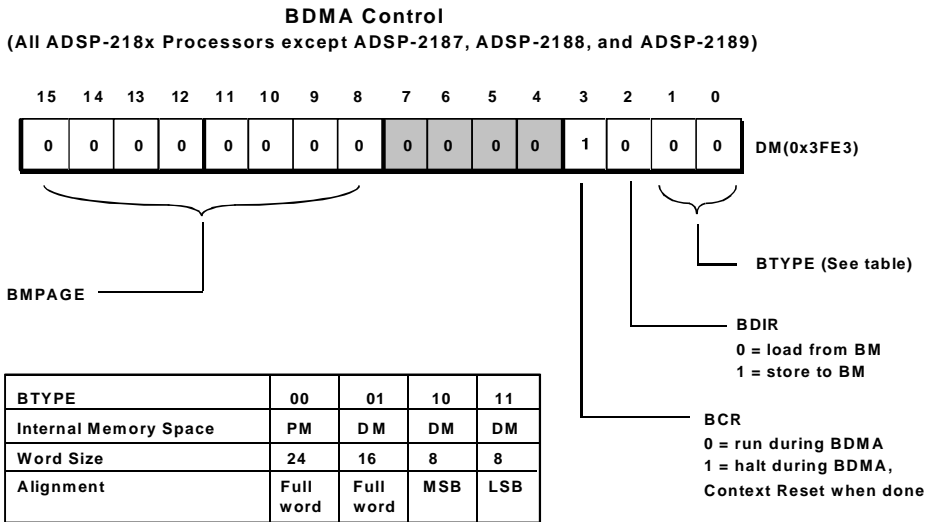 BDMA Control
(All ADSP-218x Processors except ADSP-2187, ADSP-2188, and ADSP-2189)
15 14 13 12 11 10 9 8 7 6 5 4 3 2 1 0
0 0 0 0 0 0 0 0 0 0 0 0 1 0 0 0 DM(0x3FE3)
BTYPE (See table)
BMPAGE
BDIR
0 = load from BM
1 = store to BM
BCR
0 = run during BDMA
1 = halt during BDMA,
Context Reset when done
BTYPE 00 01 10 11
Internal Memory Space PM DM DM DM
Word Size 24 16 8 8
Alignment Full Full MSB LSB
word word